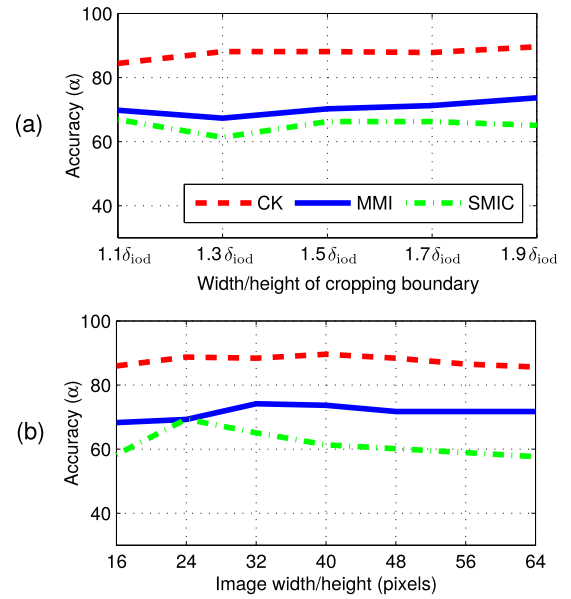 100
80
60
40
Accuracy (α)
(a)
CK MMI SMIC
1.1δiod 1.3δiod 1.5δiod 1.7δiod 1.9δiod
Width/height of cropping boundary
100
80
60
40
Accuracy (α)
(b)
16 24 32 40 48 56 64
Image width/height (pixels)